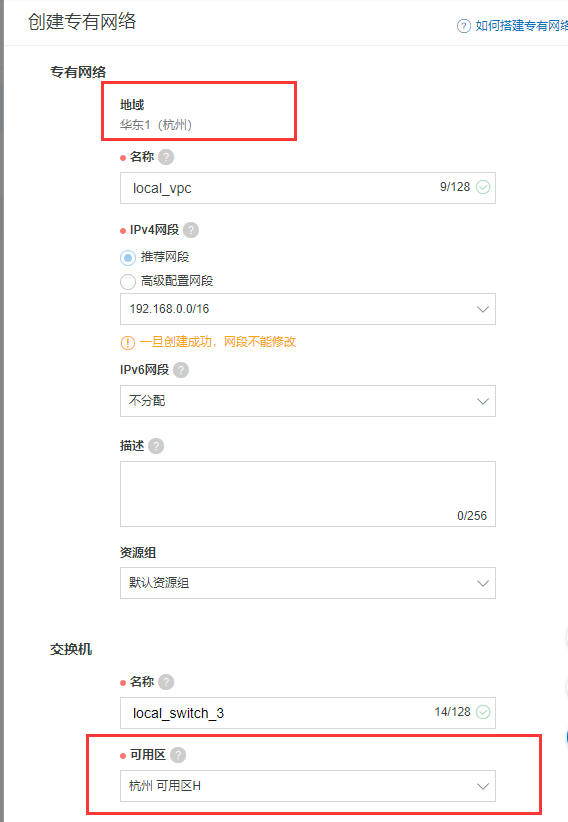 创建专有网络
? 如何搭建专有网络
专有网络
地域
华东1（杭州）
名称 ?
local_vpc 9/128
IPv4网段 ?
推荐网段
高级配置网段
192.168.0.0/16
! 一旦创建成功，网段不能修改
IPv6网段 ?
不分配
描述 ?
0/256
资源组
默认资源组
交换机
名称 ?
local_switch_3 14/128
可用区 ?
杭州 可用区H